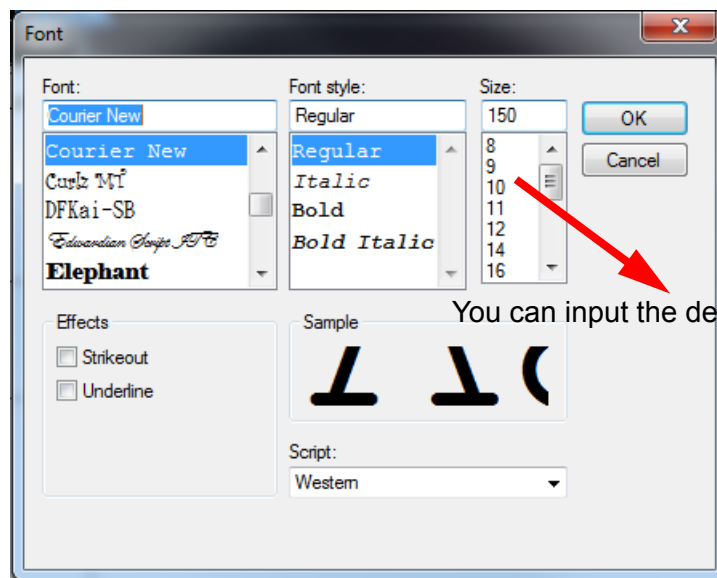 Font
Font: Font style: Size:
Courier New Regular 150 OK
Courier New Regular 8
Cancel
9
Curlz MT Italic 10
DFKai-SB Bold 11
Edwardian Script ITC Bold Italic 12
14
Elephant 16
You can input the de
Effects Sample
Strikeout
Underline
Script:
Western